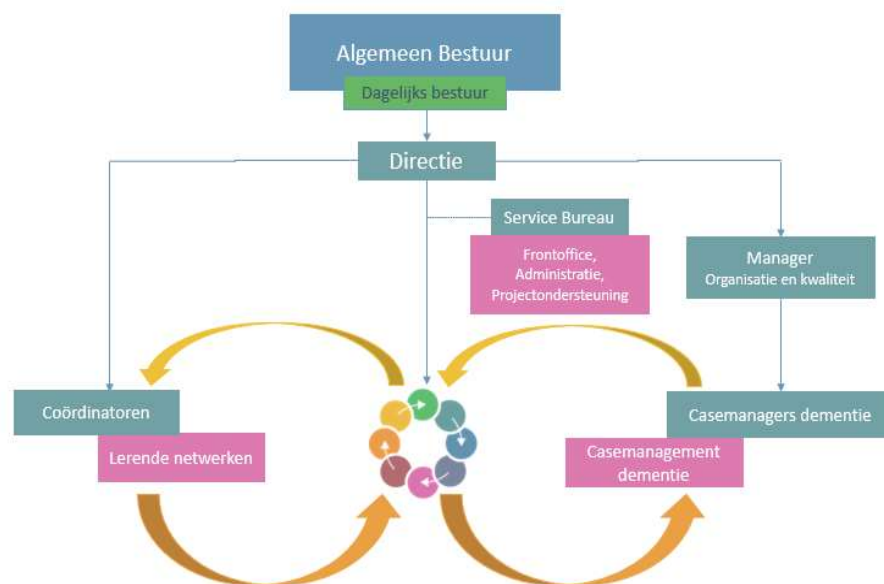 Algemeen Bestuur
Dagelijks bestuur
Directie
Service Bureau
Frontoffice,
Administratie,
Projectondersteuning
Manager
Organisatie en kwaliteit
Coördinatoren
Lerende netwerken
Casemanagers dementie
Casemanagement
dementie